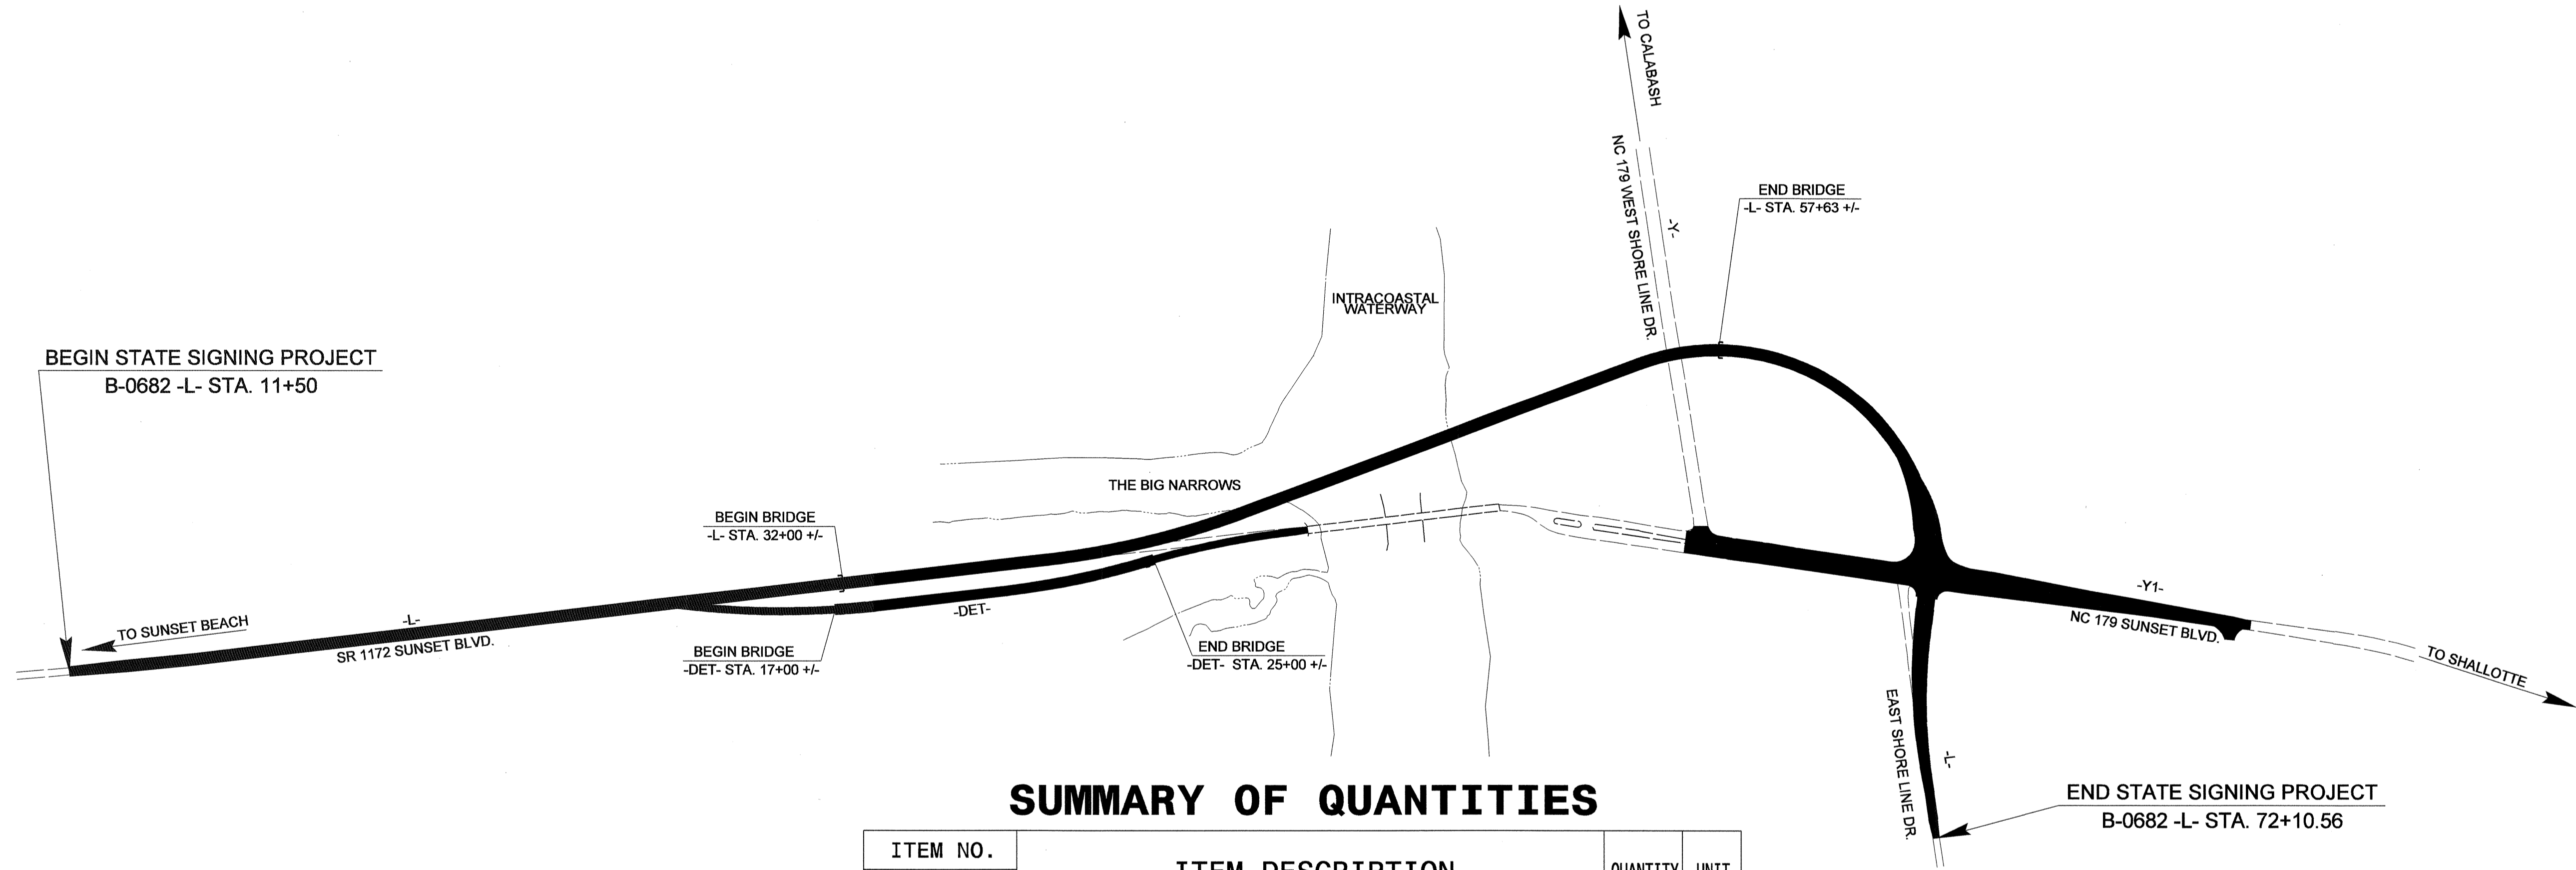 TO CALABASH
NC 179 WEST SHORE LINE DR.
-Y-
END BRIDGE
-L- STA. 57+63 +/-
INTRACOASTAL
WATERWAY
BEGIN STATE SIGNING PROJECT
B-0682 -L- STA. 11+50
THE BIG NARROWS
BEGIN BRIDGE
-L- STA. 32+00 +/-
TO SUNSET BEACH
-L-
SR 1172 SUNSET BLVD.
-DET-
BEGIN BRIDGE
-DET- STA. 17+00 +/-
END BRIDGE
-DET- STA. 25+00 +/-
-Y1-
NC 179 SUNSET BLVD.
TO SHALLOTTE
EAST SHORE LINE DR.
-L-
END STATE SIGNING PROJECT
B-0682 -L- STA. 72+10.56
SUMMARY OF QUANTITIES
ITEM NO.
ITEM DESCRIPTION
QUANTITY
UNIT